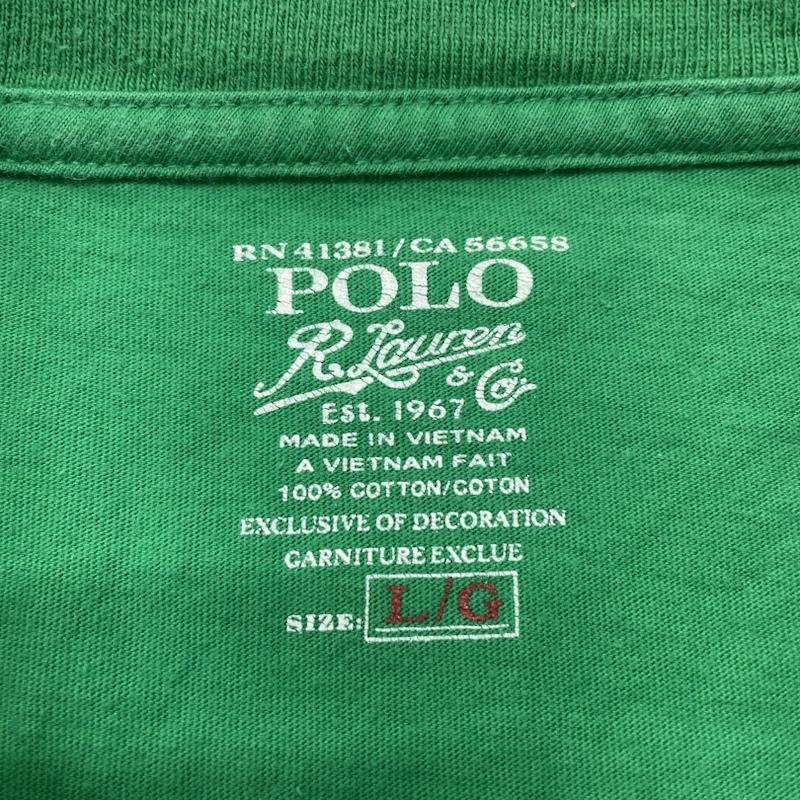 RN 41381/CA 56658
POLO
R. Lauren
& Co
Est. 1967
MADE IN VIETNAM
A VIETNAM FAIT
100% COTTON/COTON
EXCLUSIVE OF DECORATION
GARNITURE EXCLUE
SIZE: L/G